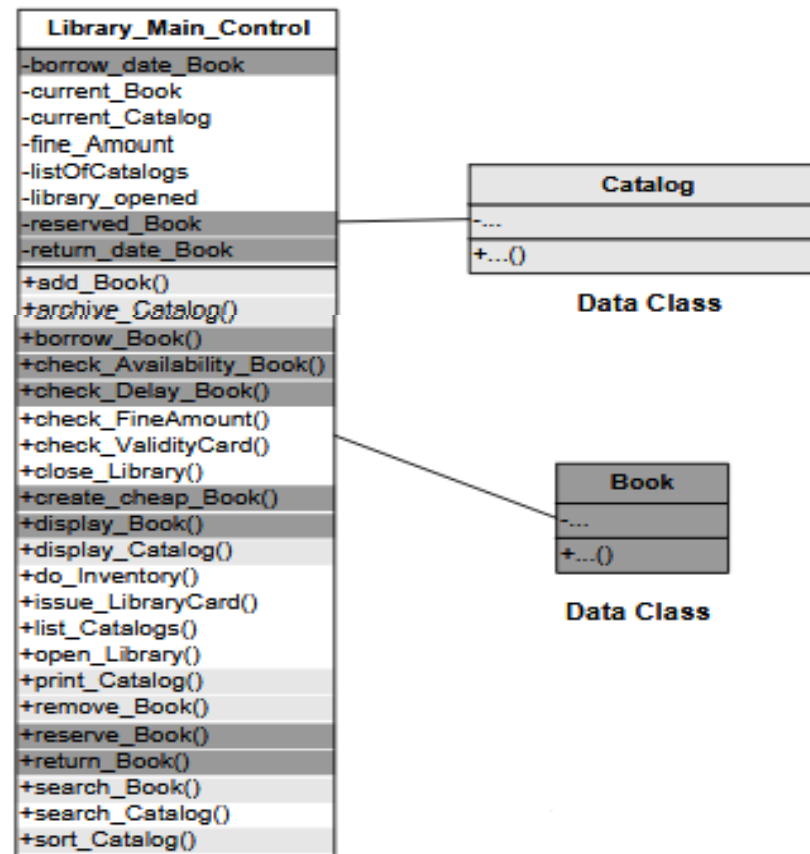 Library_Main_Control
-borrow_date_Book
-current_Book
-current_Catalog
-fine_Amount
-listOfCatalogs
-library_opened
-reserved_Book
-return_date_Book
+add_Book()
+archive_Catalog()
+borrow_Book()
+check_Availability_Book()
+check_Delay_Book()
+check_FineAmount()
+check_ValidityCard()
+close_Library()
+create_cheap_Book()
+display_Book()
+display_Catalog()
+do_Inventory()
+issue_LibraryCard()
+list_Catalogs()
+open_Library()
+print_Catalog()
+remove_Book()
+reserve_Book()
+return_Book()
+search_Book()
+search_Catalog()
+sort_Catalog()
Catalog
-...
+...()
Data Class
Book
-...
+...()
Data Class